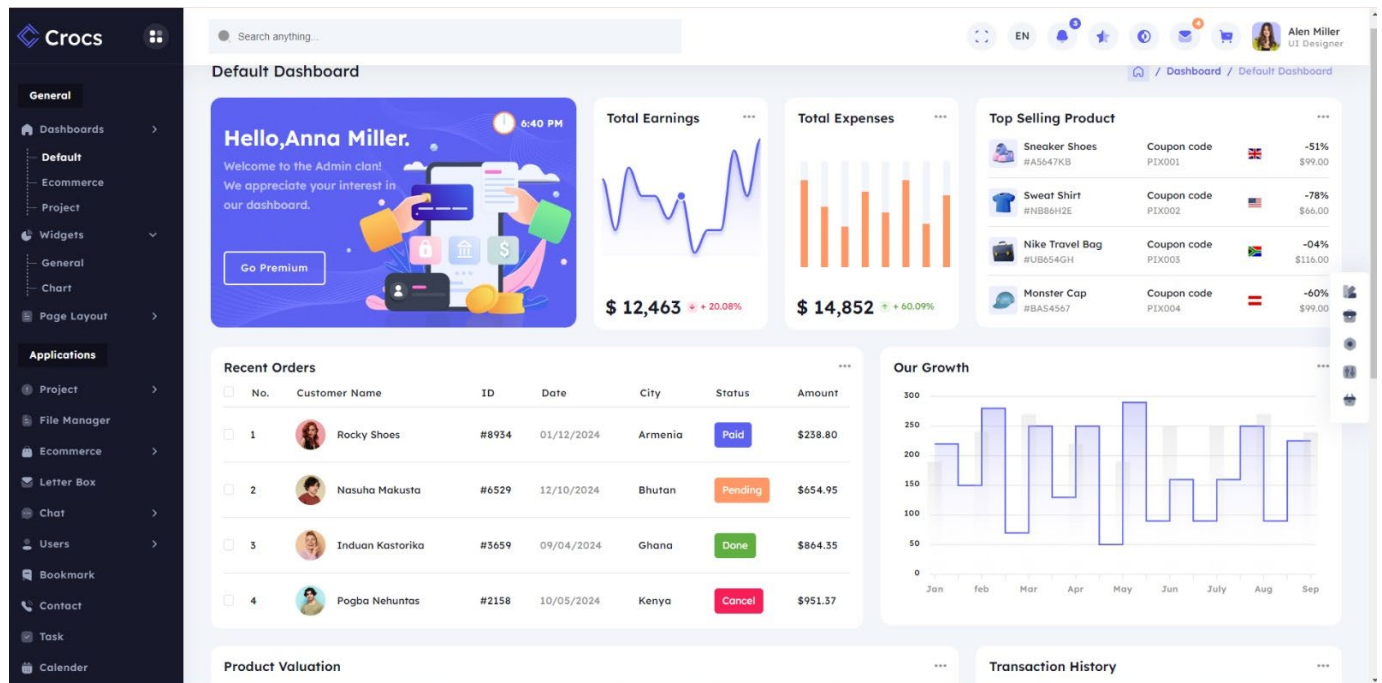 Crocs
Search anything...
EN
3
4
Alen Miller
UI Designer
General
Dashboards
Default
Ecommerce
Project
Widgets
General
Chart
Page Layout
Applications
Project
File Manager
Ecommerce
Letter Box
Chat
Users
Bookmark
Contact
Task
Calender
Default Dashboard
/ Dashboard / Default Dashboard
Hello,Anna Miller.
6:40 PM
Welcome to the Admin clan!
We appreciate your interest in
our dashboard.
Go Premium
Total Earnings
$ 12,463 + 20.08%
Total Expenses
$ 14,852 + 60.09%
Top Selling Product
Sneaker Shoes Coupon code -51%
#A5647KB PIX001 $99.00
Sweat Shirt Coupon code -78%
#NB86H2E PIX002 $66.00
Nike Travel Bag Coupon code -04%
#UB654GH PIX003 $116.00
Monster Cap Coupon code -60%
#BAS4567 PIX004 $99.00
Recent Orders
No. Customer Name ID Date City Status Amount
1 Rocky Shoes #8934 01/12/2024 Armenia Paid $238.80
2 Nasuha Makusta #6529 12/10/2024 Bhutan Pending $654.95
3 Induan Kastorika #3659 09/04/2024 Ghana Done $864.35
4 Pogba Nehuntas #2158 10/05/2024 Kenya Cancel $951.37
Our Growth
300
250
200
150
100
50
0
Jan feb Mar Apr May Jun July Aug Sep
Product Valuation
Transaction History